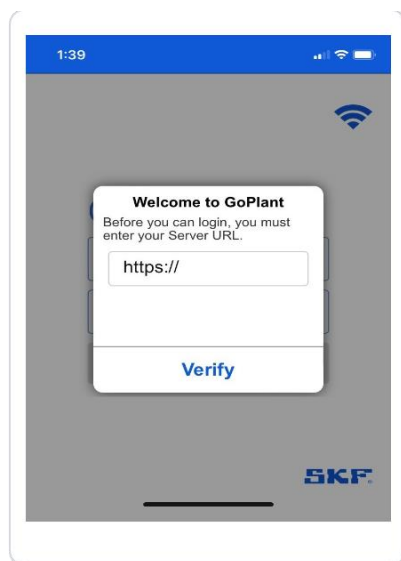 1:39
Welcome to GoPlant
Before you can login, you must
enter your Server URL.
https://
Verify
SKF.